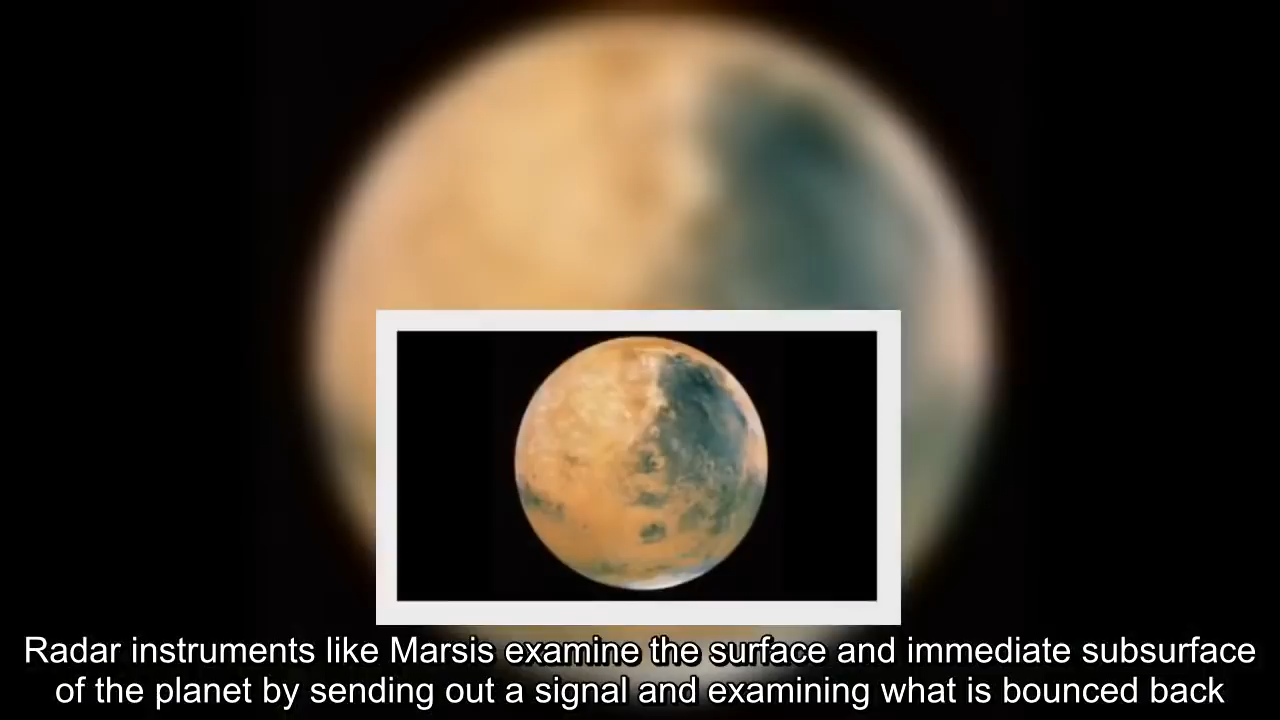 Radar instruments like Marsis examine the surface and immediate subsurface
of the planet by sending out a signal and examining what is bounced back